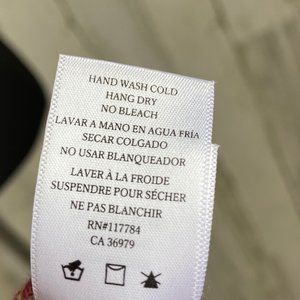 HAND WASH COLD
HANG DRY
NO BLEACH
LAVAR A MANO EN AGUA FRÍA
SECAR COLGADO
NO USAR BLANQUEADOR
LAVER À LA FROIDE
SUSPENDRE POUR SÉCHER
NE PAS BLANCHIR
RN#117784
CA 36979